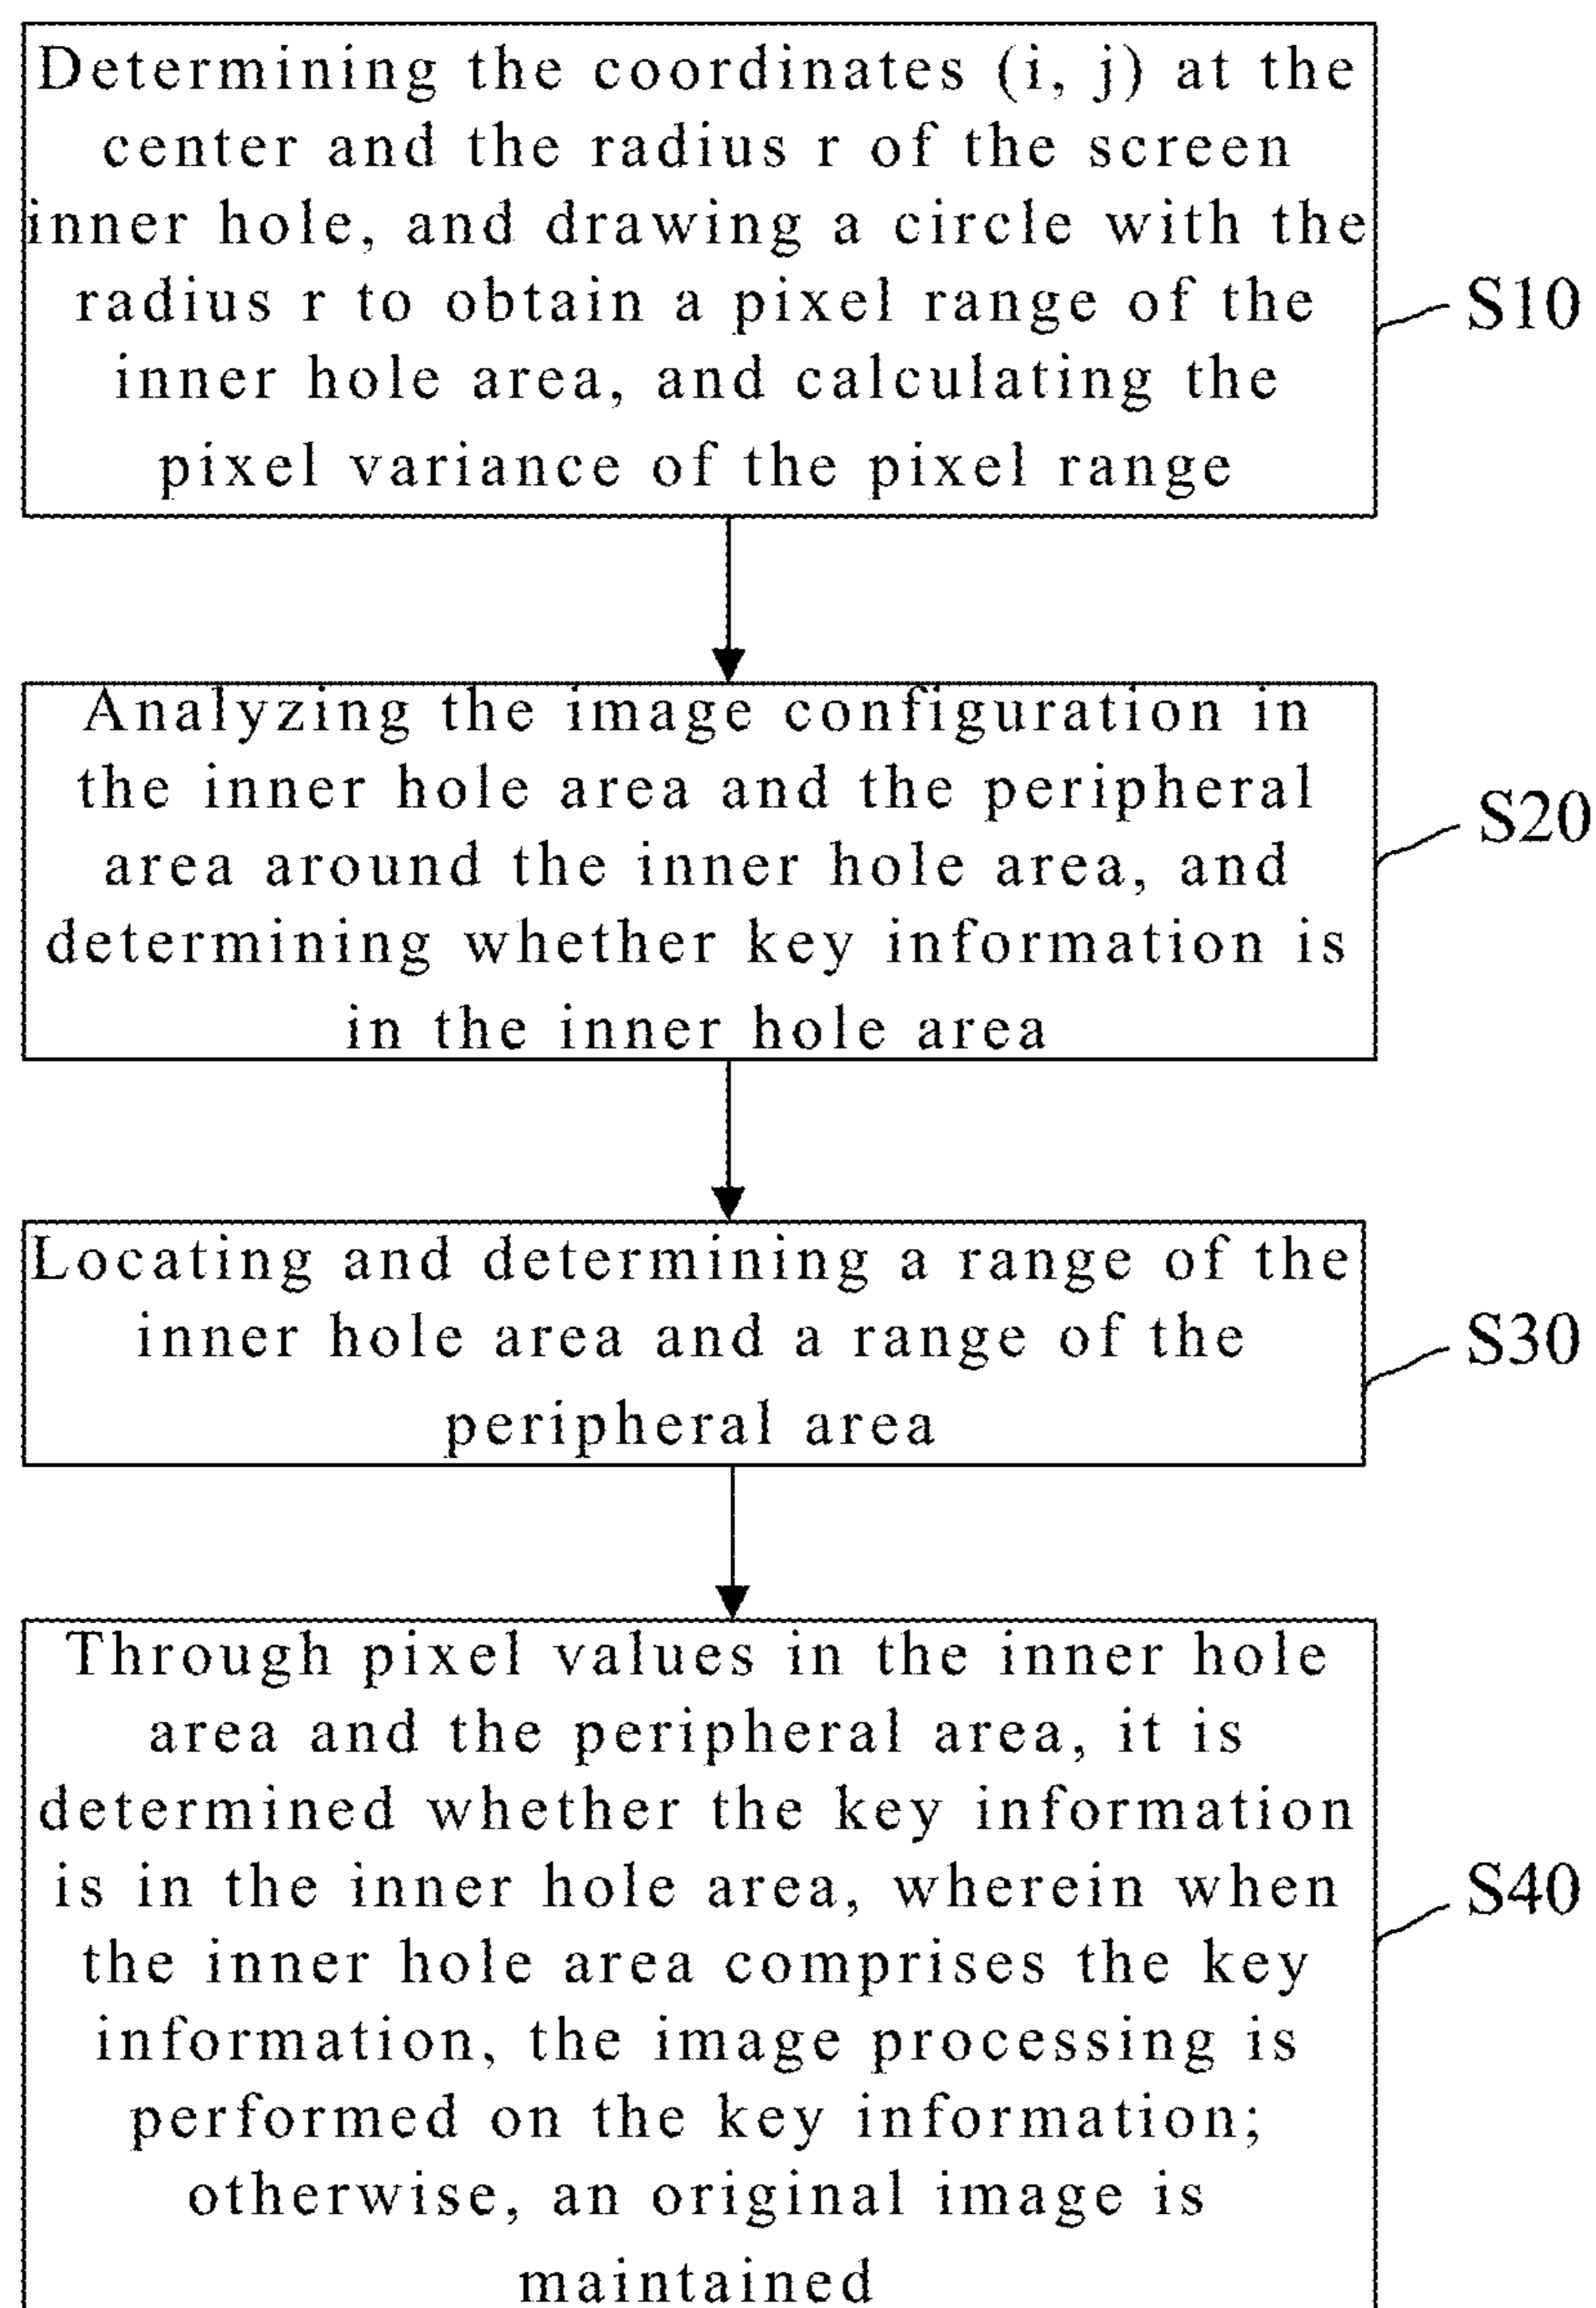 Determining the coordinates (i, j) at the
center and the radius r of the screen
inner hole, and drawing a circle with the
radius r to obtain a pixel range of the
inner hole area, and calculating the
pixel variance of the pixel range
S10
Analyzing the image configuration in
the inner hole area and the peripheral
area around the inner hole area, and
determining whether key information is
in the inner hole area
S20
Locating and determining a range of the
inner hole area and a range of the
peripheral area
S30
Through pixel values in the inner hole
area and the peripheral area, it is
determined whether the key information
is in the inner hole area, wherein when
the inner hole area comprises the key
information, the image processing is
performed on the key information;
otherwise, an original image is
maintained
S40